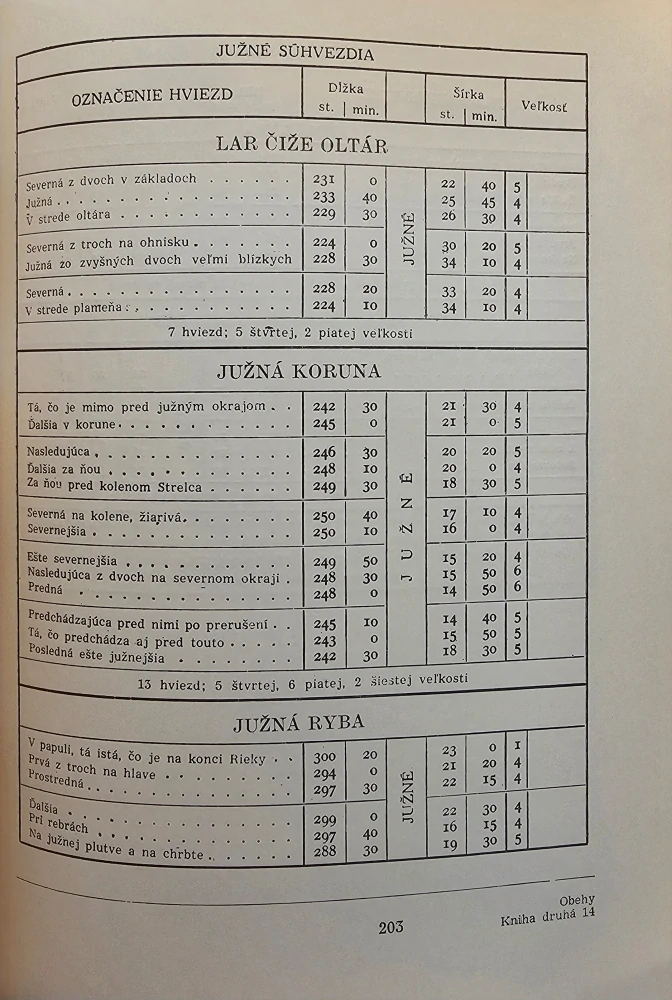 JUŽNÉ SÚHVEZDIA
OZNAČENIE HVIEZD Dĺžka st. | min. Šírka st. | min. Veľkosť
LAR ČIŽE OLTÁR
JUŽNÉ
Severná z dvoch v základoch . . . . . . 231 0 22 40 5
Južná . . . . . . . . . . . . . . 233 40 25 45 4
V strede oltára . . . . . . . . . . . 229 30 26 30 4
Severná z troch na ohnisku . . . . . . . 224 0 30 20 5
Južná zo zvyšných dvoch veľmi blízkych 228 30 34 10 4
Severná . . . . . . . . . . . . . . 228 20 33 20 4
V strede plameňa . . . . . . . . . . . 224 10 34 10 4
7 hviezd; 5 štvrtej, 2 piatej veľkosti
JUŽNÁ KORUNA
JUŽNÉ
Tá, čo je mimo pred južným okrajom . . 242 30 21 30 4
Ďalšia v korune . . . . . . . . . . . 245 0 21 0 5
Nasledujúca . . . . . . . . . . . . 246 30 20 20 5
Ďalšia za ňou . . . . . . . . . . . 248 10 20 0 4
Za ňou pred kolenom Strelca . . . . . . 249 30 18 30 5
Severná na kolene, žiarivá . . . . . . . 250 40 17 10 4
Severnejšia . . . . . . . . . . . . . 250 10 16 0 4
Ešte severnejšia . . . . . . . . . . 249 50 15 20 4
Nasledujúca z dvoch na severnom okraji . 248 30 15 50 6
Predná . . . . . . . . . . . . . 248 0 14 50 6
Predchádzajúca pred nimi po prerušení . . 245 10 14 40 5
Tá, čo predchádza aj pred touto . . . . . 243 0 15 50 5
Posledná ešte južnejšia . . . . . . . . 242 30 18 30 5
13 hviezd; 5 štvrtej, 6 piatej, 2 šiestej veľkosti
JUŽNÁ RYBA
JUŽNÉ
V papuli, tá istá, čo je na konci Rieky . . 300 20 23 0 1
Prvá z troch na hlave . . . . . . . . 294 0 21 20 4
Prostredná . . . . . . . . . . . . . 297 30 22 15 4
Ďalšia . . . . . . . . . . . . . . 299 0 22 30 4
Pri rebrách . . . . . . . . . . . . 297 40 16 15 4
Na južnej plutve a na chrbte . . . . . . 288 30 19 30 5
203
Obehy
Kniha druhá 14